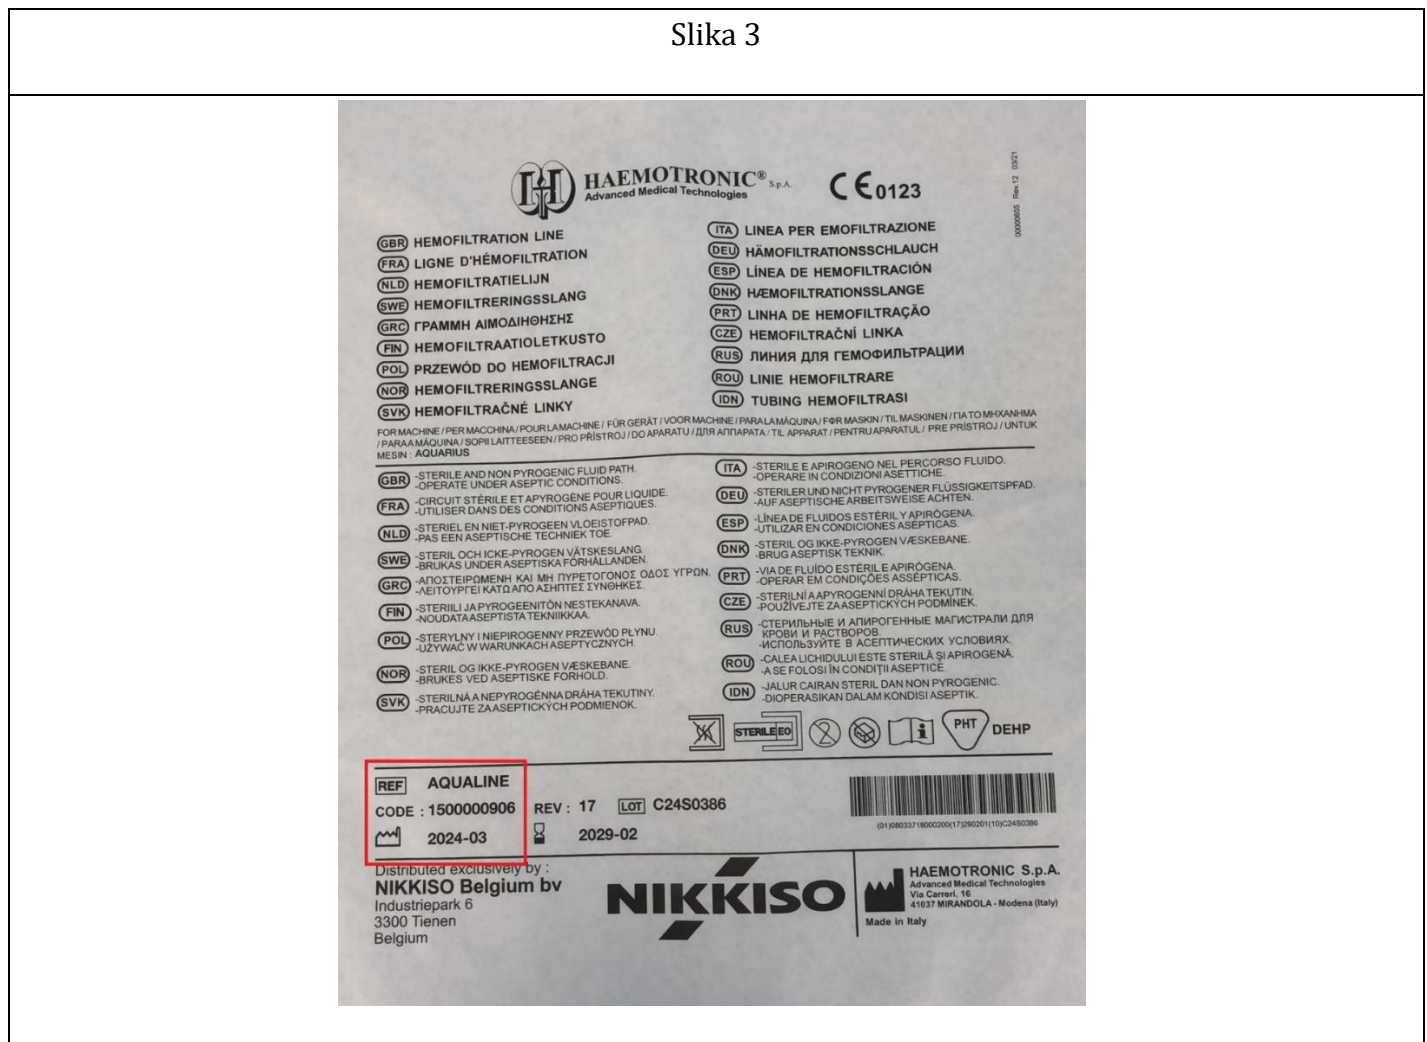 Slika 3
HAEMOTRONIC® S.p.A.
Advanced Medical Technologies
CE 0123
00000605 Rev.12 03/21
GBR HEMOFILTRATION LINE
FRA LIGNE D'HÉMOFILTRATION
NLD HEMOFILTRATIELIJN
SWE HEMOFILTRERINGSSLANG
GRC ΓΡΑΜΜΗ ΑΙΜΟΔΙΗΘΗΣΗΣ
FIN HEMOFILTRAATIOLETKUSTO
POL PRZEWÓD DO HEMOFILTRACJI
NOR HEMOFILTRERINGSSLANGE
SVK HEMOFILTRAČNÉ LINKY
ITA LINEA PER EMOFILTRAZIONE
DEU HÄMOFILTRATIONSSCHLAUCH
ESP LÍNEA DE HEMOFILTRACIÓN
DNK HÆMOFILTRATIONSSLANGE
PRT LINHA DE HEMOFILTRAÇÃO
CZE HEMOFILTRAČNÍ LINKA
RUS ЛИНИЯ ДЛЯ ГЕМОФИЛЬТРАЦИИ
ROU LINIE HEMOFILTRARE
IDN TUBING HEMOFILTRASI
FOR MACHINE / PER MACCHINA / POUR LA MACHINE / FÜR GERÄT / VOOR MACHINE / PARA LA MÁQUINA / FØR MASKIN / TIL MASKINEN / ΓΙΑ ΤΟ ΜΗΧΑΝΗΜΑ
/ PARA A MÁQUINA / SOPII LAITTEESEEN / PRO PŘÍSTROJ / DO APARATU / ДЛЯ АППАРАТА / TIL APPARAT / PENTRU APARATUL / PRE PRÍSTROJ / UNTUK
MESIN : AQUARIUS
GBR -STERILE AND NON PYROGENIC FLUID PATH.
-OPERATE UNDER ASEPTIC CONDITIONS.
FRA -CIRCUIT STÉRILE ET APYROGÈNE POUR LIQUIDE.
-UTILISER DANS DES CONDITIONS ASEPTIQUES.
NLD -STERIEL EN NIET-PYROGEEN VLOEISTOFPAD.
-PAS EEN ASEPTISCHE TECHNIEK TOE.
SWE -STERIL OCH ICKE-PYROGEN VÄTSKESLANG.
-BRUKAS UNDER ASEPTISKA FÖRHÅLLANDEN.
GRC -ΑΠΟΣΤΕΙΡΩΜΕΝΗ ΚΑΙ ΜΗ ΠΥΡΕΤΟΓΟΝΟΣ ΟΔΟΣ ΥΓΡΩΝ.
-ΛΕΙΤΟΥΡΓΕΙ ΚΑΤΩ ΑΠΟ ΑΣΗΠΤΕΣ ΣΥΝΘΗΚΕΣ.
FIN -STERIILI JA PYROGEENITÖN NESTEKANAVA.
-NOUDATA ASEPTISTA TEKNIIKKAA.
POL -STERYLNY I NIEPIROGENNY PRZEWÓD PŁYNU.
-UŻYWAĆ W WARUNKACH ASEPTYCZNYCH.
NOR -STERIL OG IKKE-PYROGEN VÆSKEBANE.
-BRUKES VED ASEPTISKE FORHOLD.
SVK -STERILNÁ A NEPYROGÉNNA DRÁHA TEKUTINY.
-PRACUJTE ZA ASEPTICKÝCH PODMIENOK.
ITA -STERILE E APIROGENO NEL PERCORSO FLUIDO.
-OPERARE IN CONDIZIONI ASETTICHE.
DEU -STERILER UND NICHT PYROGENER FLÜSSIGKEITSPFAD.
-AUF ASEPTISCHE ARBEITSWEISE ACHTEN.
ESP -LÍNEA DE FLUIDOS ESTÉRIL Y APIRÓGENA.
-UTILIZAR EN CONDICIONES ASÉPTICAS.
DNK -STERIL OG IKKE-PYROGEN VÆSKEBANE.
-BRUG ASEPTISK TEKNIK.
PRT -VIA DE FLUÍDO ESTÉRIL E APIRÓGENA.
-OPERAR EM CONDIÇÕES ASSÉPTICAS.
CZE -STERILNÍ A APYROGENNÍ DRÁHA TEKUTIN.
-POUŽÍVEJTE ZA ASEPTICKÝCH PODMÍNEK.
RUS -СТЕРИЛЬНЫЕ И АПИРОГЕННЫЕ МАГИСТРАЛИ ДЛЯ
КРОВИ И РАСТВОРОВ.
-ИСПОЛЬЗУЙТЕ В АСЕПТИЧЕСКИХ УСЛОВИЯХ.
ROU -CALEA LICHIDULUI ESTE STERILĂ ŞI APIROGENĂ.
-A SE FOLOSI ÎN CONDIŢII ASEPTICE.
IDN -JALUR CAIRAN STERIL DAN NON PYROGENIC.
-DIOPERASIKAN DALAM KONDISI ASEPTIK.
STERILE EO 2 i PHT DEHP
REF AQUALINE
CODE : 1500000906 REV : 17 LOT C24S0386
2024-03 2029-02
(01)08033718000200(17)290201(10)C24S0386
Distributed exclusively by :
NIKKISO Belgium bv
Industriepark 6
3300 Tienen
Belgium
NIKKISO
HAEMOTRONIC S.p.A.
Advanced Medical Technologies
Via Carreri, 16
41037 MIRANDOLA - Modena (Italy)
Made in Italy